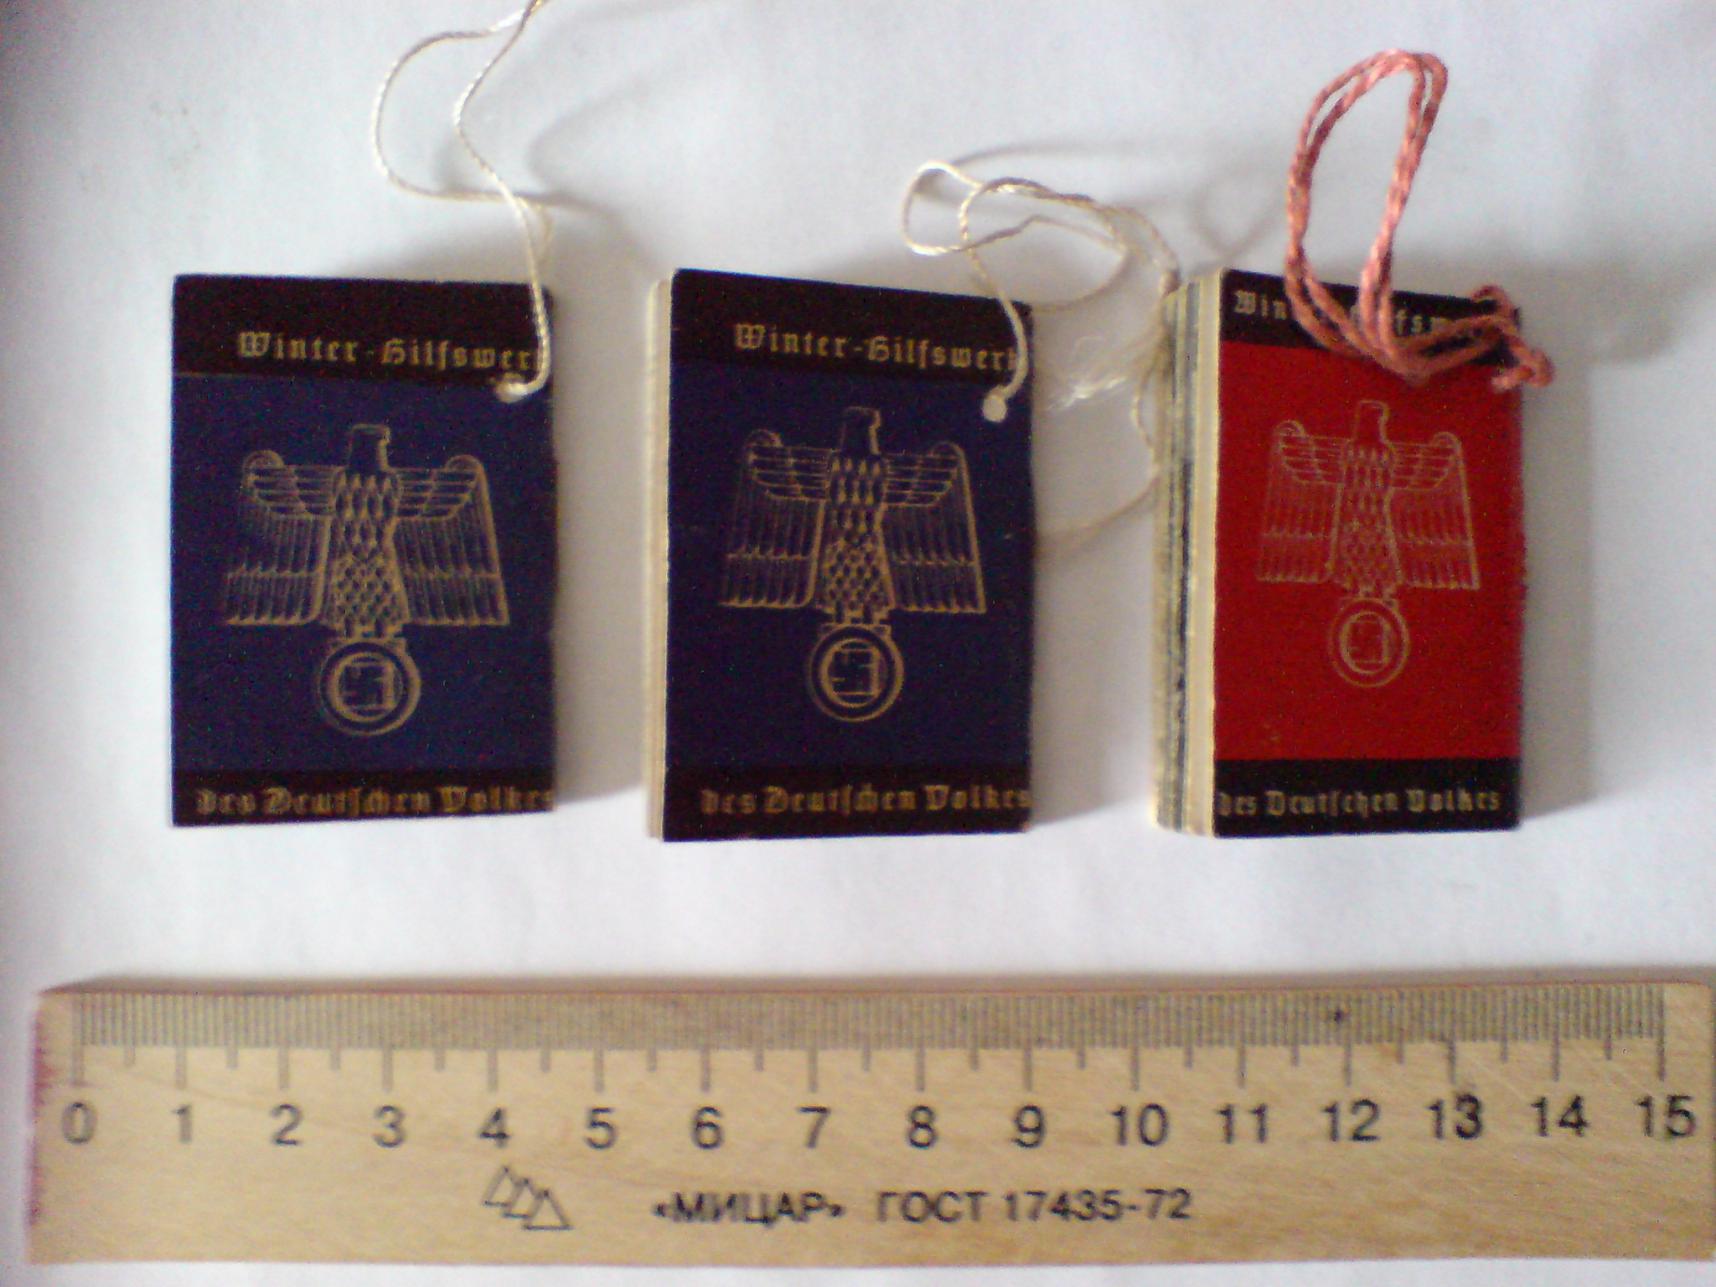 Winter-Hilfswerk
des Deutschen Volkes
Winter-Hilfswerk
des Deutschen Volkes
des Deutschen Volkes
0 1 2 3 4 5 6 7 8 9 10 11 12 13 14 15
«МИЦАР» ГОСТ 17435-72